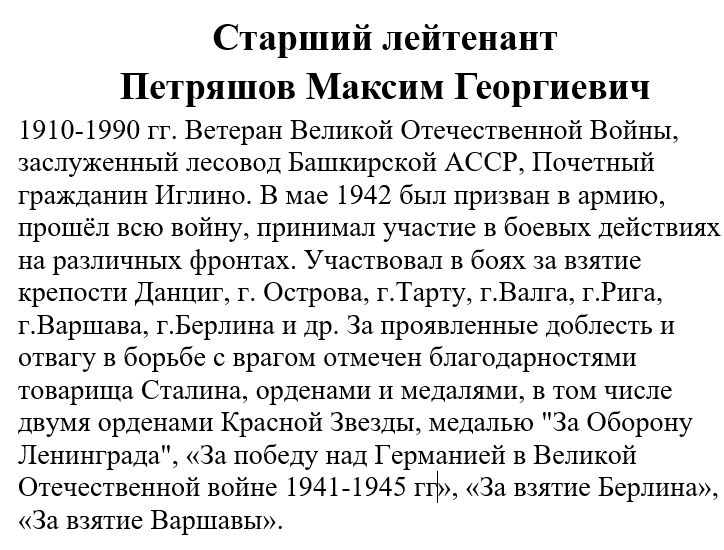 Старший лейтенант
Петряшов Максим Георгиевич
1910-1990 гг. Ветеран Великой Отечественной Войны,
заслуженный лесовод Башкирской АССР, Почетный
гражданин Иглино. В мае 1942 был призван в армию,
прошёл всю войну, принимал участие в боевых действиях
на различных фронтах. Участвовал в боях за взятие
крепости Данциг, г. Острова, г.Тарту, г.Валга, г.Рига,
г.Варшава, г.Берлина и др. За проявленные доблесть и
отвагу в борьбе с врагом отмечен благодарностями
товарища Сталина, орденами и медалями, в том числе
двумя орденами Красной Звезды, медалью "За Оборону
Ленинграда", «За победу над Германией в Великой
Отечественной войне 1941-1945 гг», «За взятие Берлина»,
«За взятие Варшавы».